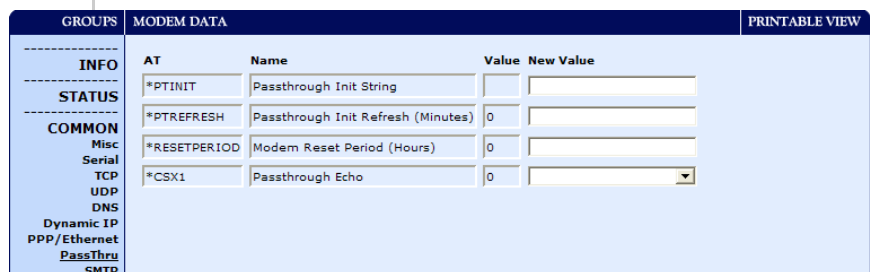 GROUPS MODEM DATA PRINTABLE VIEW
--------------
INFO
--------------
STATUS
--------------
COMMON
Misc
Serial
TCP
UDP
DNS
Dynamic IP
PPP/Ethernet
PassThru
SMTP
AT Name Value New Value
*PTINIT Passthrough Init String
*PTREFRESH Passthrough Init Refresh (Minutes) 0
*RESETPERIOD Modem Reset Period (Hours) 0
*CSX1 Passthrough Echo 0